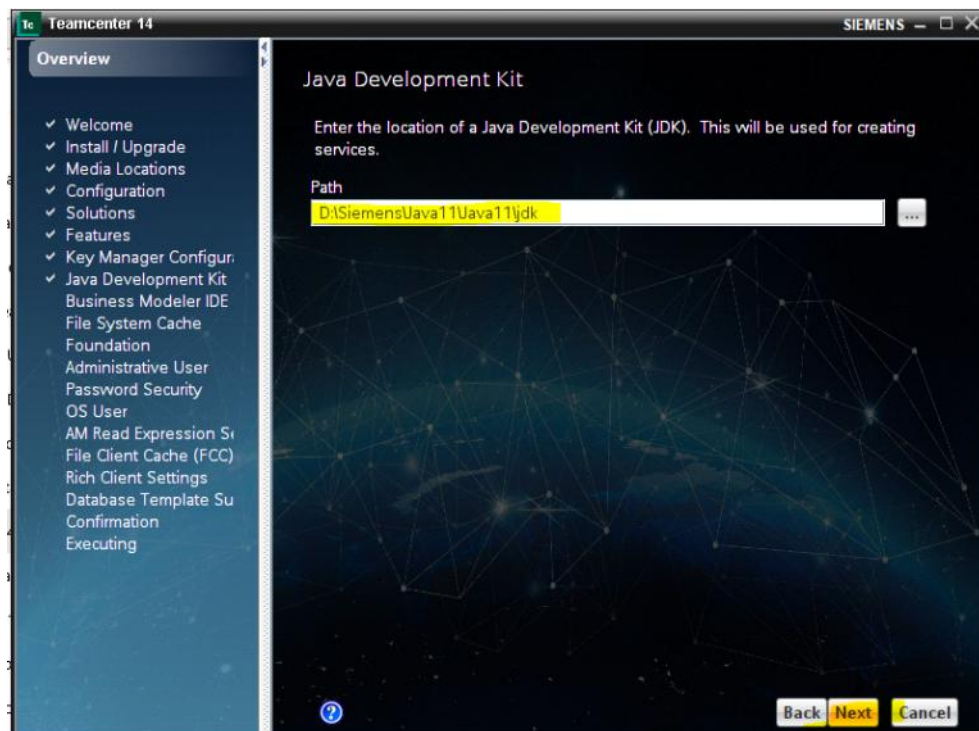 Tc Teamcenter 14 SIEMENS
Overview
Welcome
Install / Upgrade
Media Locations
Configuration
Solutions
Features
Key Manager Configur
Java Development Kit
Business Modeler IDE
File System Cache
Foundation
Administrative User
Password Security
OS User
AM Read Expression S
File Client Cache (FCC)
Rich Client Settings
Database Template Su
Confirmation
Executing
Java Development Kit
Enter the location of a Java Development Kit (JDK). This will be used for creating
services.
Path
D:\Siemens\Java11\Java11\jdk
...
?
Back Next Cancel